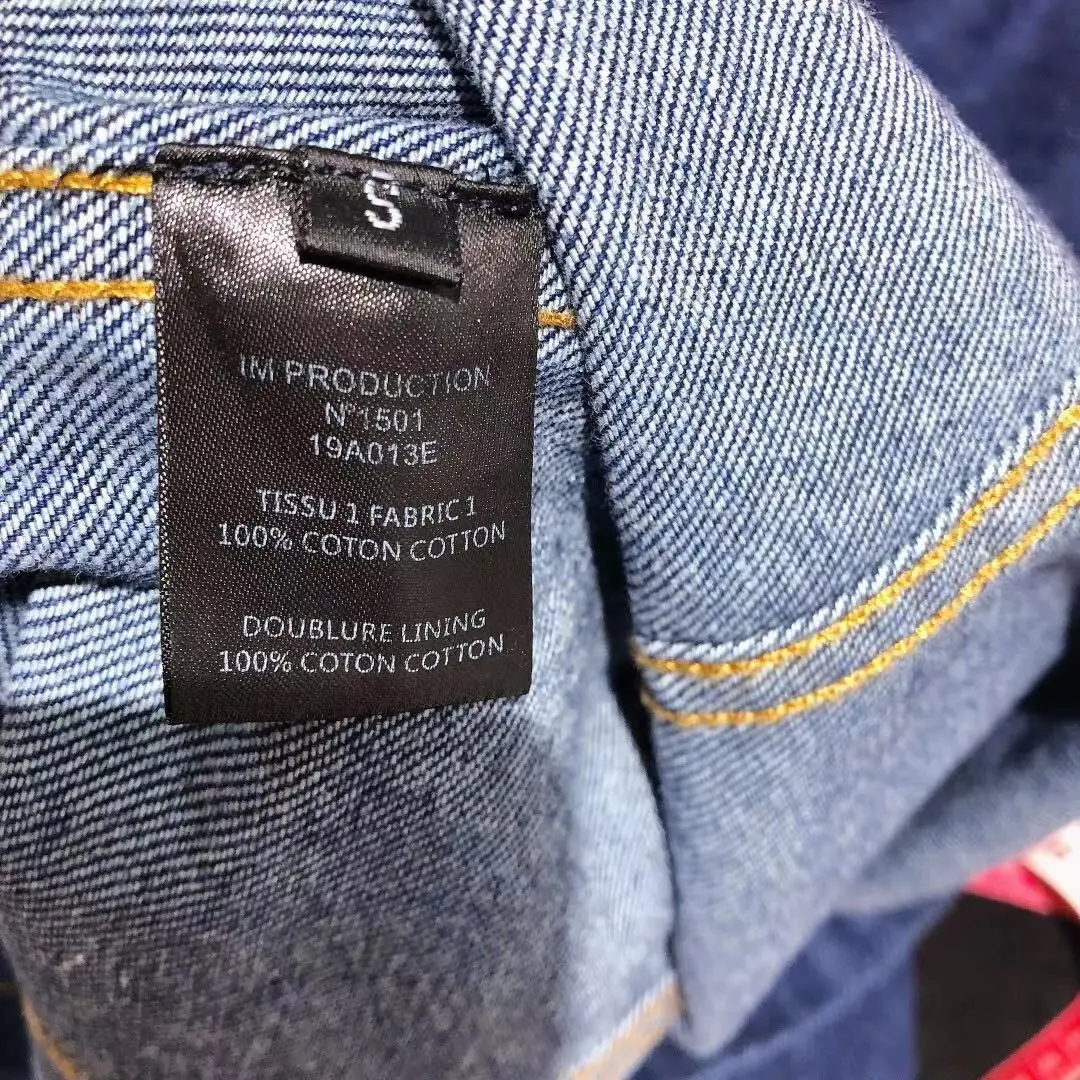 S
IM PRODUCTION
N°1501
19A013E
TISSU 1 FABRIC 1
100% COTON COTTON
DOUBLURE LINING
100% COTON COTTON